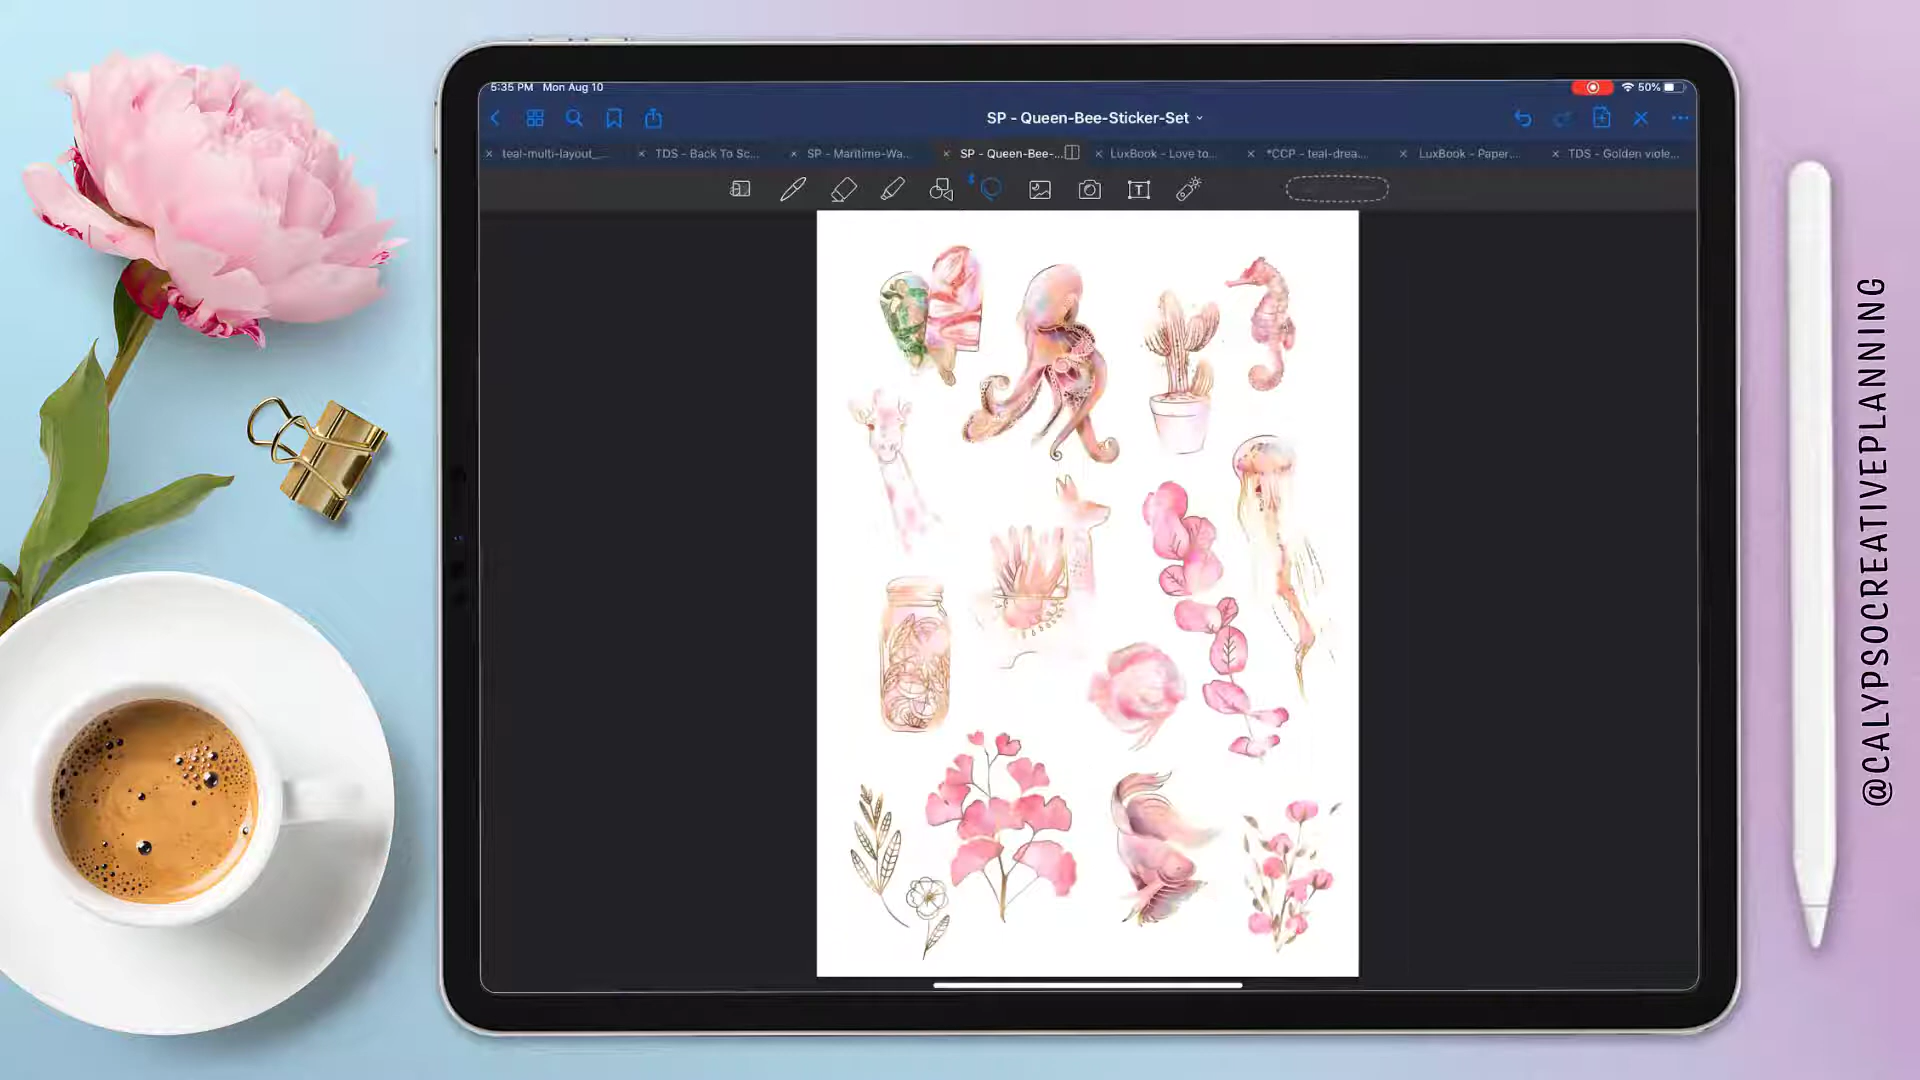 5:35 PM Mon Aug 10
50%
SP - Queen-Bee-Sticker-Set
teal-multi-layout_...
TDS - Back To Sc...
SP - Maritime-Wa...
SP - Queen-Bee-...
LuxBook - Love to...
*CCP - teal-drea...
LuxBook - Paper...
TDS - Golden viole...
T
@CALYPSOCREATIVEPLANNING